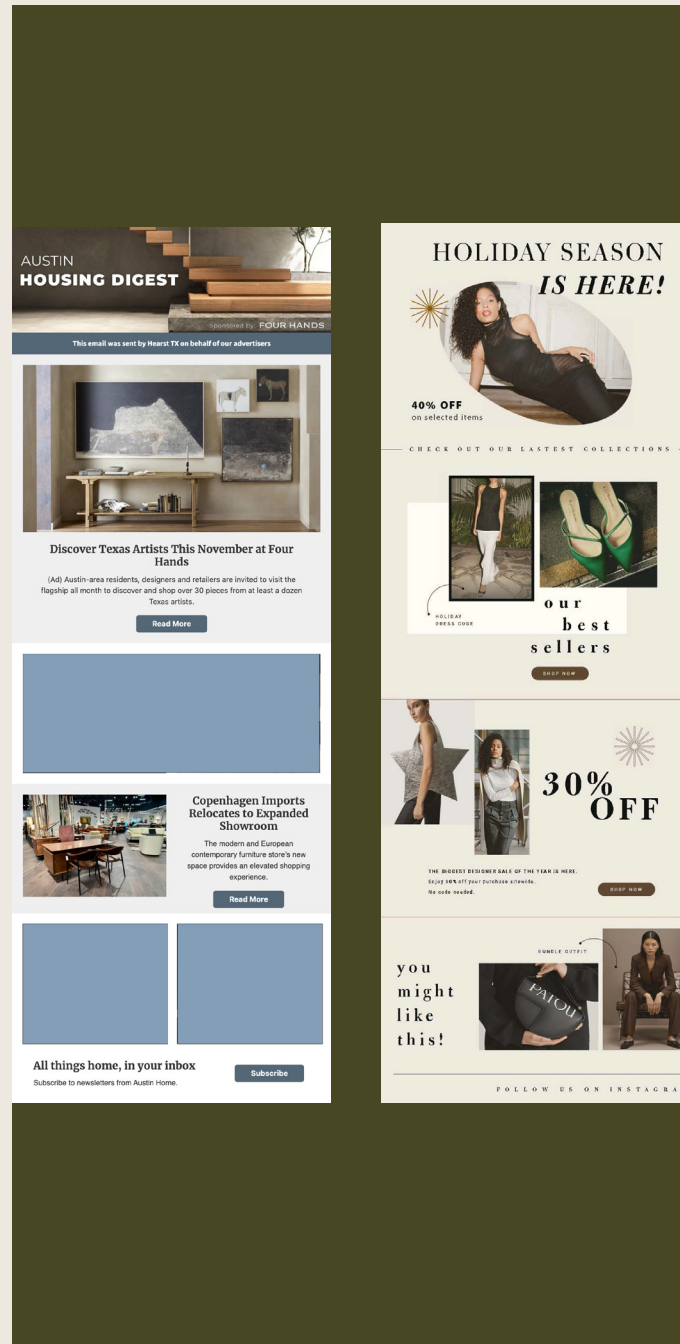 AUSTIN
HOUSING DIGEST
Sponsored by: FOUR HANDS
This email was sent by Hearst TX on behalf of our advertisers
Discover Texas Artists This November at Four
Hands
(Ad) Austin-area residents, designers and retailers are invited to visit the
flagship all month to discover and shop over 30 pieces from at least a dozen
Texas artists.
Read More
Copenhagen Imports
Relocates to Expanded
Showroom
The modern and European
contemporary furniture store's new
space provides an elevated shopping
experience.
Read More
All things home, in your inbox
Subscribe to newsletters from Austin Home.
Subscribe
HOLIDAY SEASON
IS HERE!
40% OFF
on selected items
CHECK OUT OUR LASTEST COLLECTIONS
HOLIDAY
DRESS CODE
our
best
sellers
SHOP NOW
30%
OFF
THE BIGGEST DESIGNER SALE OF THE YEAR IS HERE.
Enjoy 30% off your purchase sitewide.
No code needed.
SHOP NOW
BUNDLE OUTFIT
you
might
like
this!
PATOU
FOLLOW US ON INSTAGRA